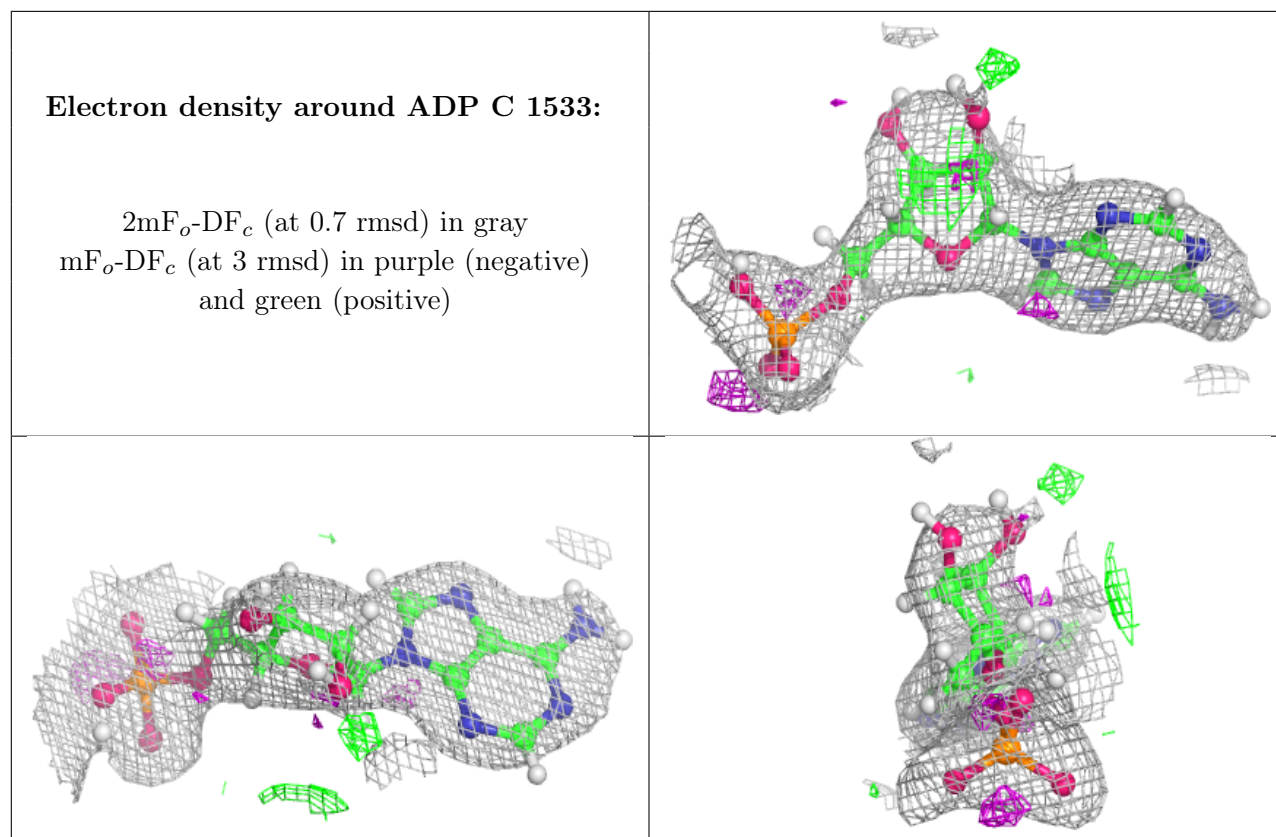 Electron density around ADP C 1533:
2mFo-DFc (at 0.7 rmsd) in gray
mFo-DFc (at 3 rmsd) in purple (negative)
and green (positive)